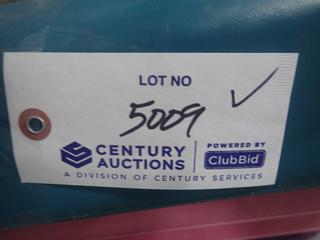 LOT NO
5009
CENTURY AUCTIONS
POWERED BY
ClubBid
A DIVISION OF CENTURY SERVICES